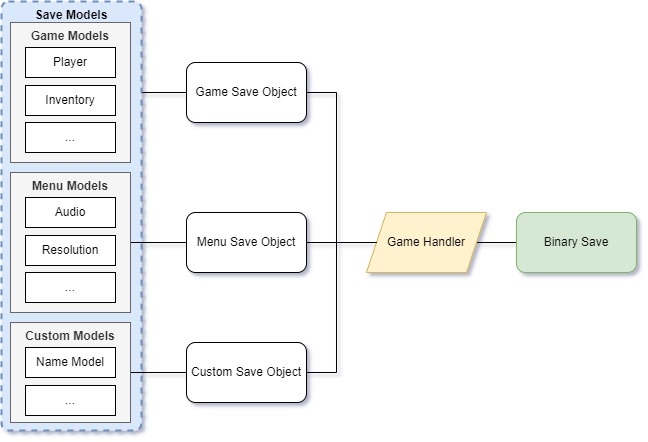 Save Models
Game Models
Player
Inventory
...
Game Save Object
Menu Models
Audio
Resolution
...
Menu Save Object
Game Handler
Binary Save
Custom Models
Name Model
...
Custom Save Object